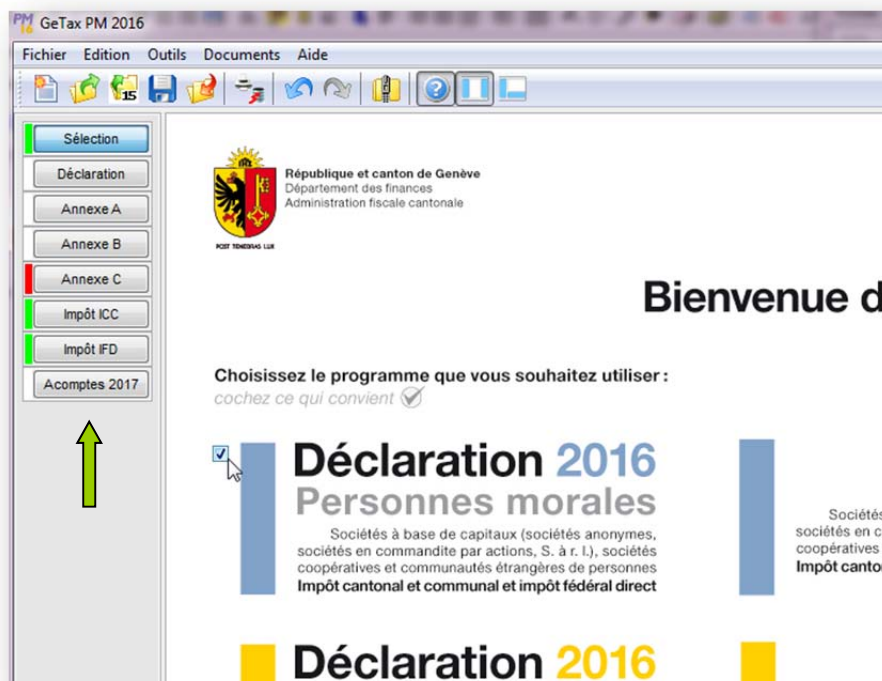 PM 16 GeTax PM 2016
Fichier Edition Outils Documents Aide
15
Sélection
Déclaration
Annexe A
Annexe B
Annexe C
Impôt ICC
Impôt IFD
Acomptes 2017
République et canton de Genève
Département des finances
Administration fiscale cantonale
POST TENEBRAS LUX
Bienvenue d
Choisissez le programme que vous souhaitez utiliser :
cochez ce qui convient
Déclaration 2016
Personnes morales
Sociétés à base de capitaux (sociétés anonymes,
sociétés en commandite par actions, S. à r. l.), sociétés
coopératives et communautés étrangères de personnes
Impôt cantonal et communal et impôt fédéral direct
Sociétés
sociétés en c
coopératives
Impôt canto
Déclaration 2016